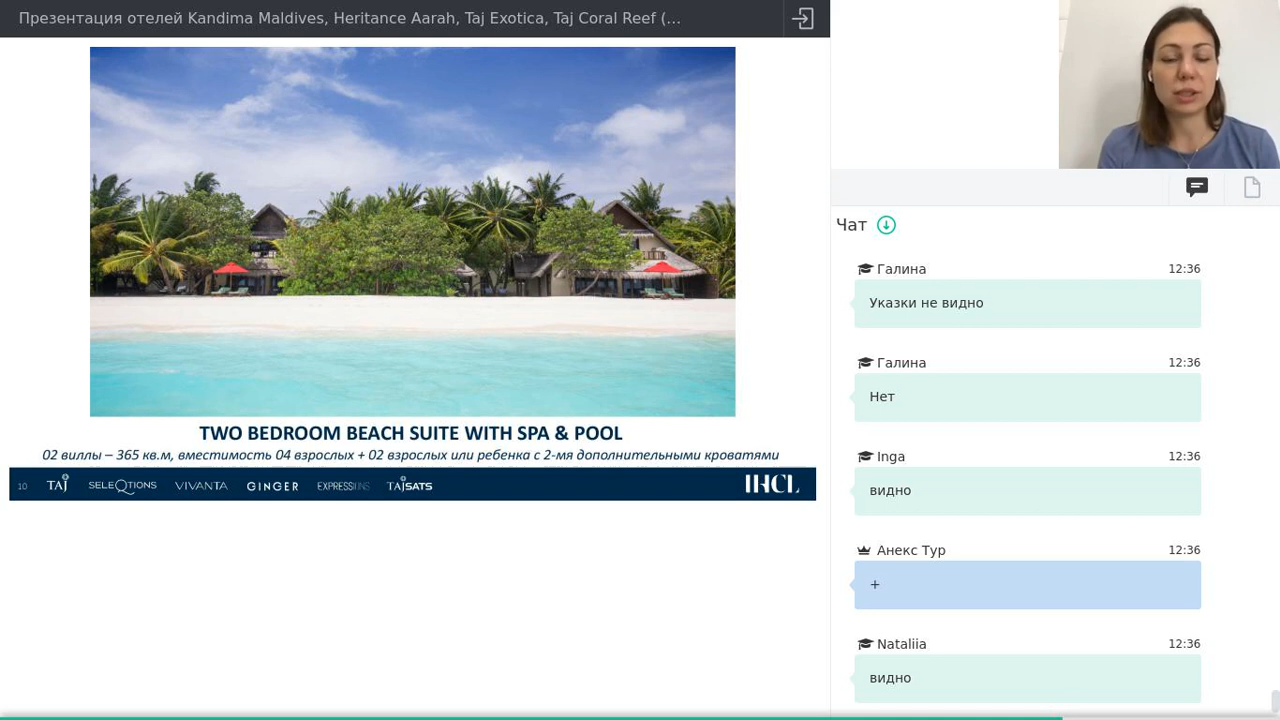 Презентация отелей Kandima Maldives, Heritance Aarah, Taj Exotica, Taj Coral Reef (...
TWO BEDROOM BEACH SUITE WITH SPA & POOL
02 виллы – 365 кв.м, вместимость 04 взрослых + 02 взрослых или ребенка с 2-мя дополнительными кроватями
10 TAJ SELEQTIONS VIVANTA GINGER EXPRESSIONS TAJSATS IHCL
Чат
Галина 12:36
Указки не видно
Галина 12:36
Нет
Inga 12:36
видно
Анекс Тур 12:36
+
Nataliia 12:36
видно